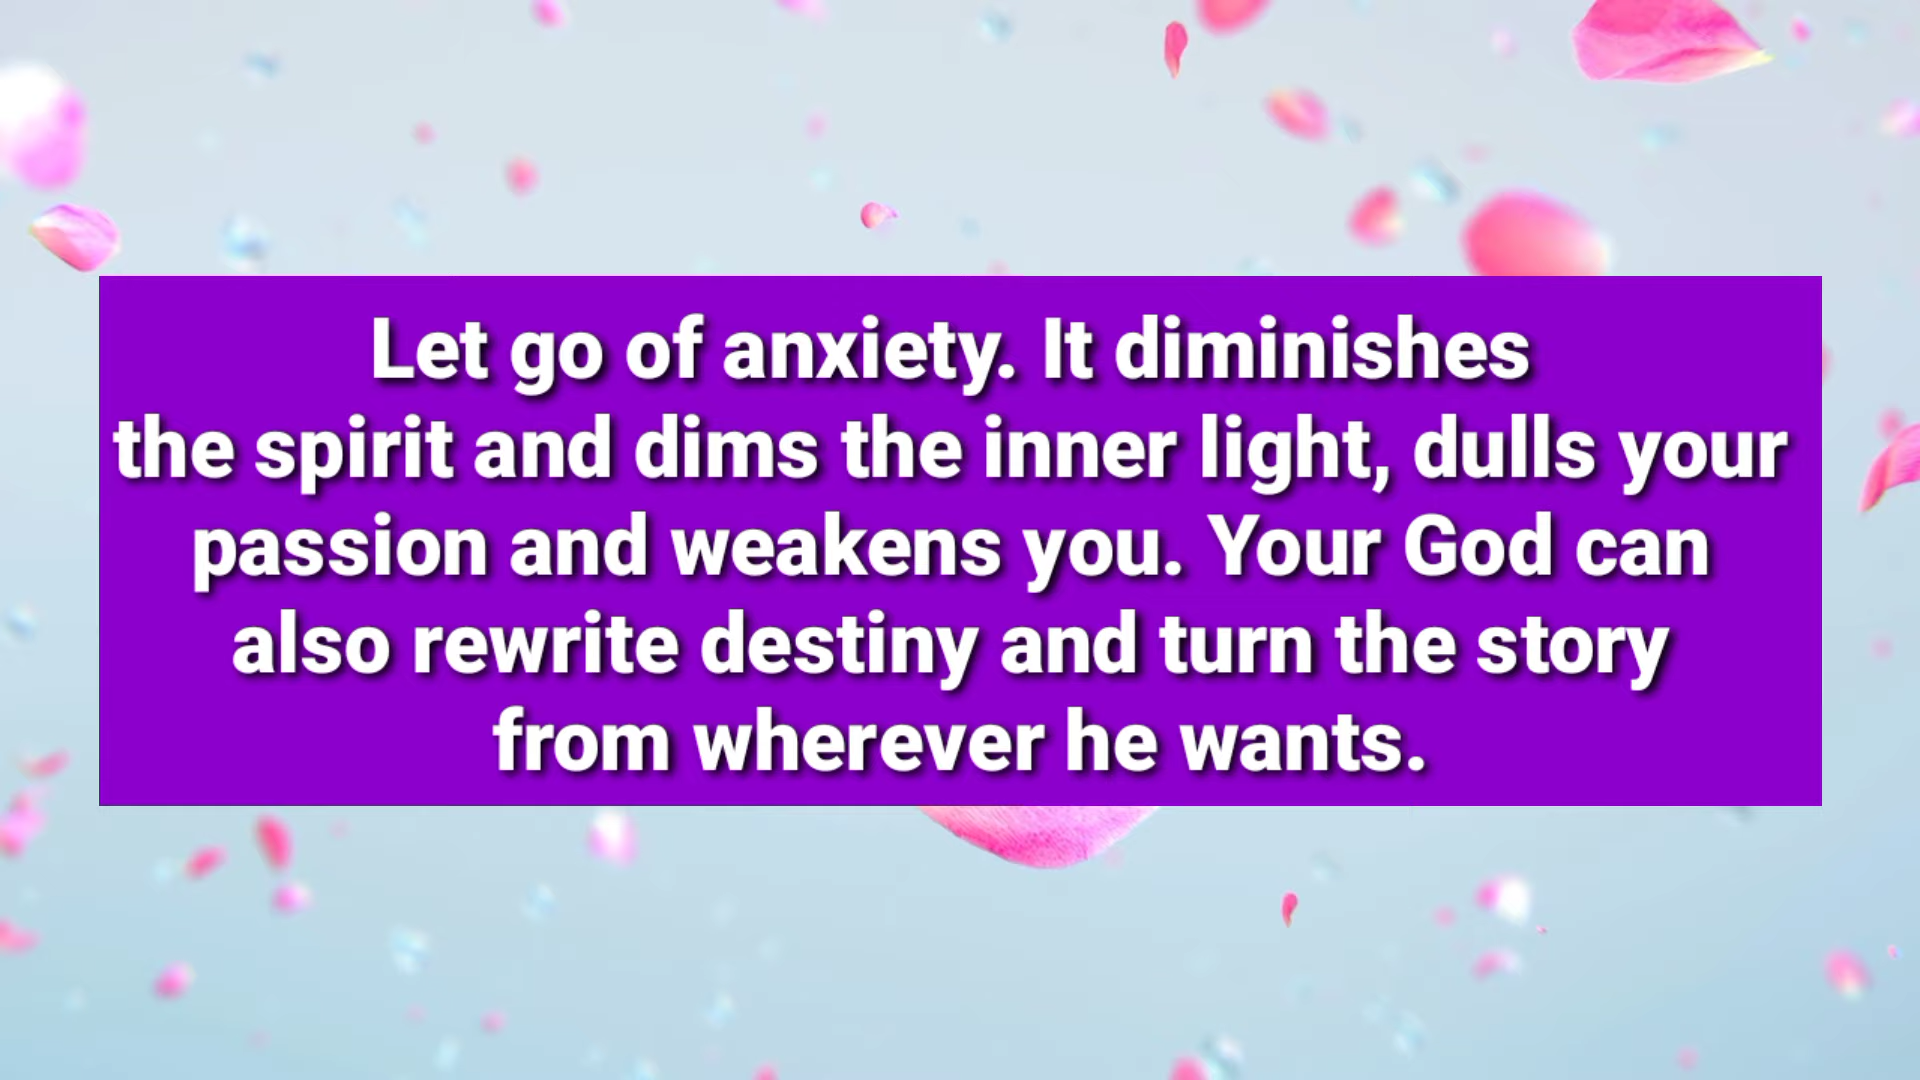 Let go of anxiety. It diminishes
the spirit and dims the inner light, dulls your
passion and weakens you. Your God can
also rewrite destiny and turn the story
from wherever he wants.